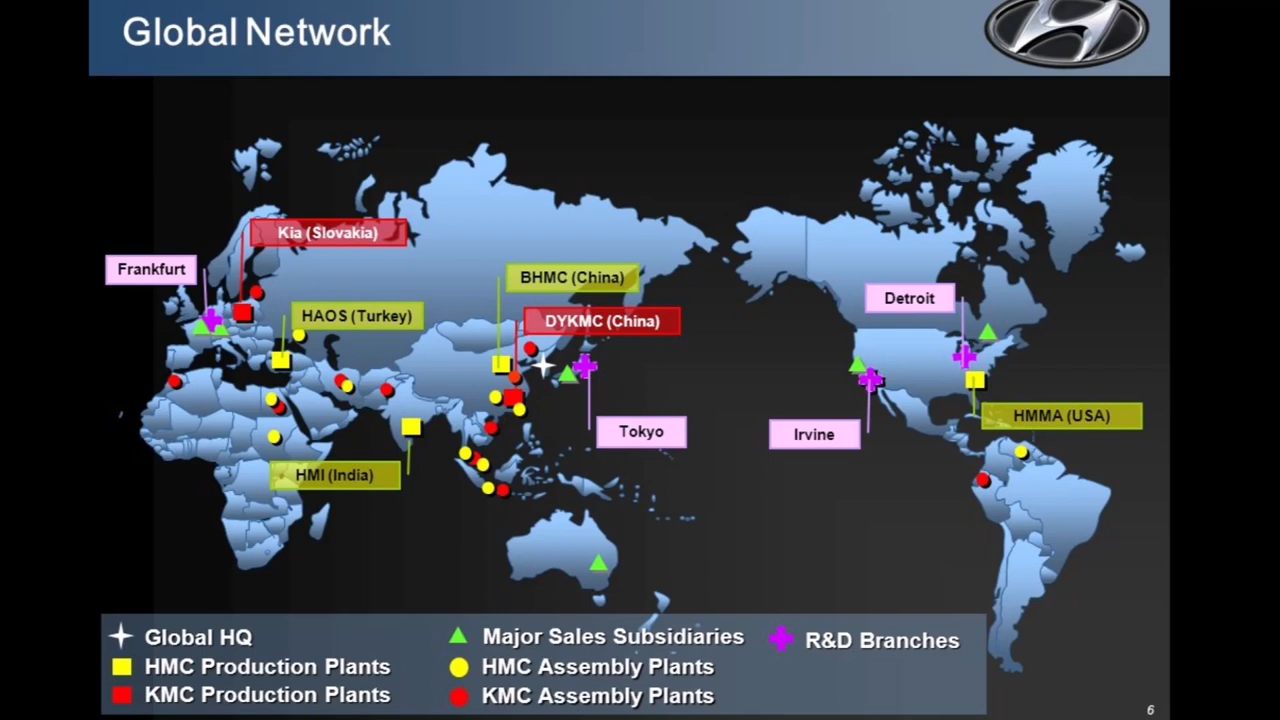 Global Network
Kia (Slovakia)
Frankfurt
BHMC (China)
HAOS (Turkey)
DYKMC (China)
Detroit
Tokyo
Irvine
HMMA (USA)
HMI (India)
Global HQ
Major Sales Subsidiaries
R&D Branches
HMC Production Plants
HMC Assembly Plants
KMC Production Plants
KMC Assembly Plants
6